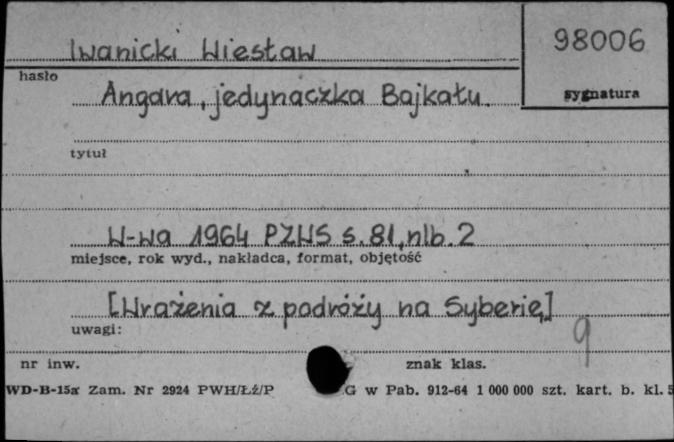 Iwanicki Wiesław
98006
hasło
sygnatura
Angara, jedynaczka Bajkału.
tytuł
W-wa 1964 PZWS s. 81, nlb. 2
miejsce, rok wyd., nakładca, format, objętość
[Wrażenia z podróży na Syberię]
uwagi:
9
nr inw.
znak klas.
WD-B-15a Zam. Nr 2924 PWH/Łź/P G w Pab. 912-64 1 000 000 szt. kart. b. kl. 5